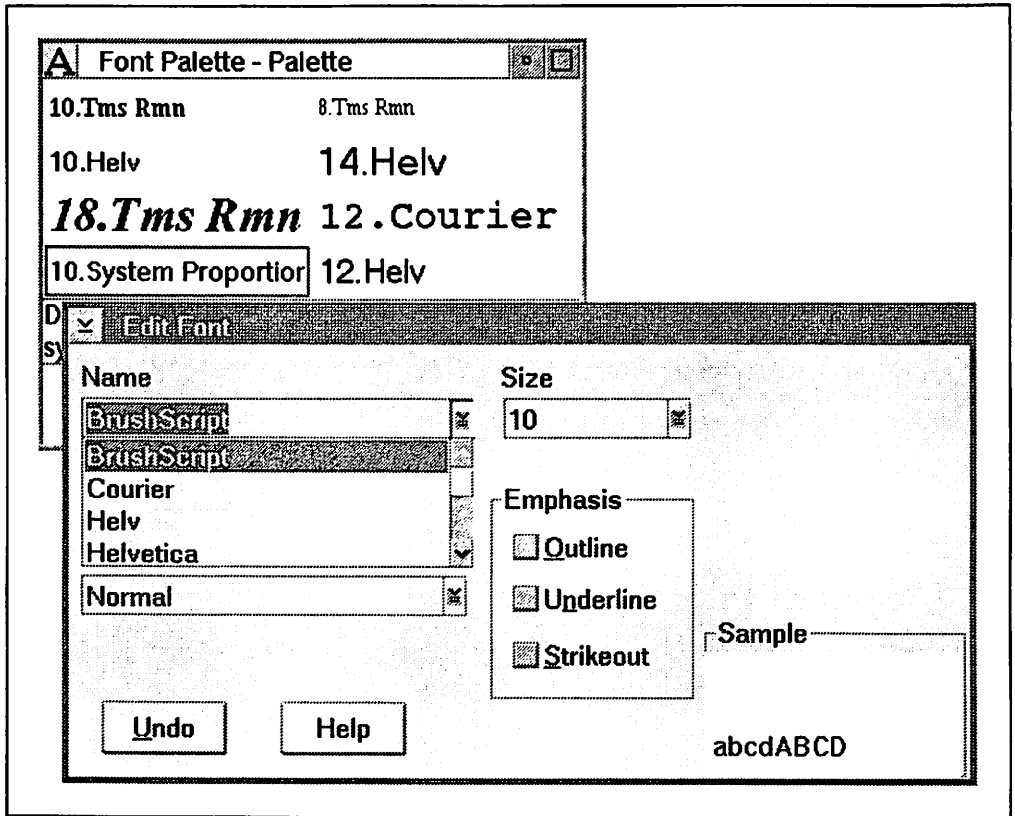 A Font Palette - Palette
10.Tms Rmn 8.Tms Rmn
10.Helv 14.Helv
18.Tms Rmn 12.Courier
10.System Proportior 12.Helv
D
sy
Edit Font
Name Size
BrushScript 10
BrushScript
Courier
Helv
Helvetica
Normal
Emphasis
Outline
Underline
Strikeout
Sample
abcdABCD
Undo Help